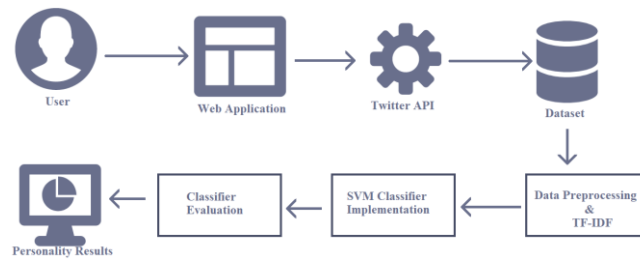 User
Web Application
Twitter API
Dataset
Personality Results
Classifier
Evaluation
SVM Classifier
Implementation
Data Preprocessing
&
TF-IDF